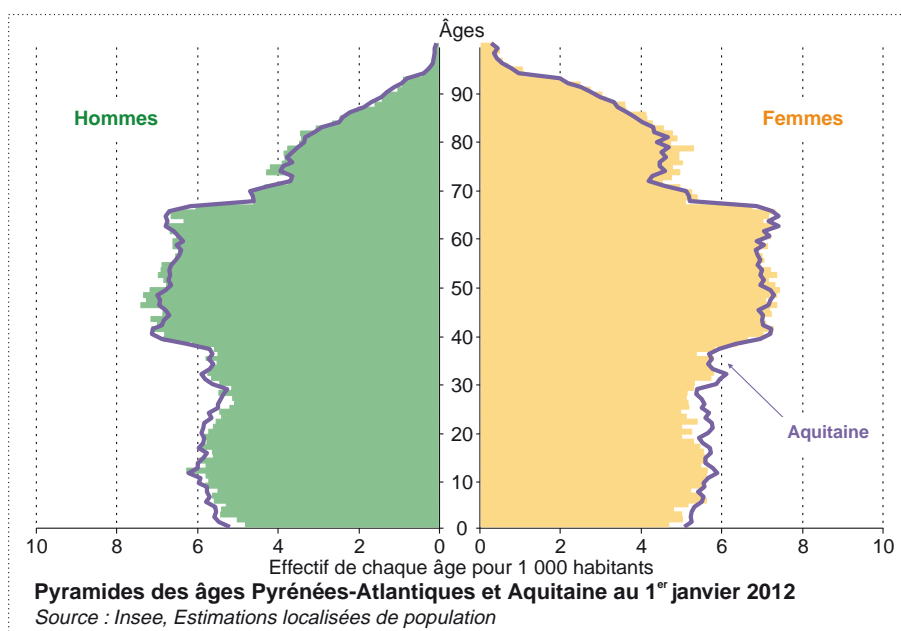 Âges
Hommes
Femmes
90
80
70
60
50
40
30
20
10
0
Aquitaine
10 8 6 4 2 0 0 2 4 6 8 10
Effectif de chaque âge pour 1 000 habitants
Pyramides des âges Pyrénées-Atlantiques et Aquitaine au 1er janvier 2012
Source : Insee, Estimations localisées de population